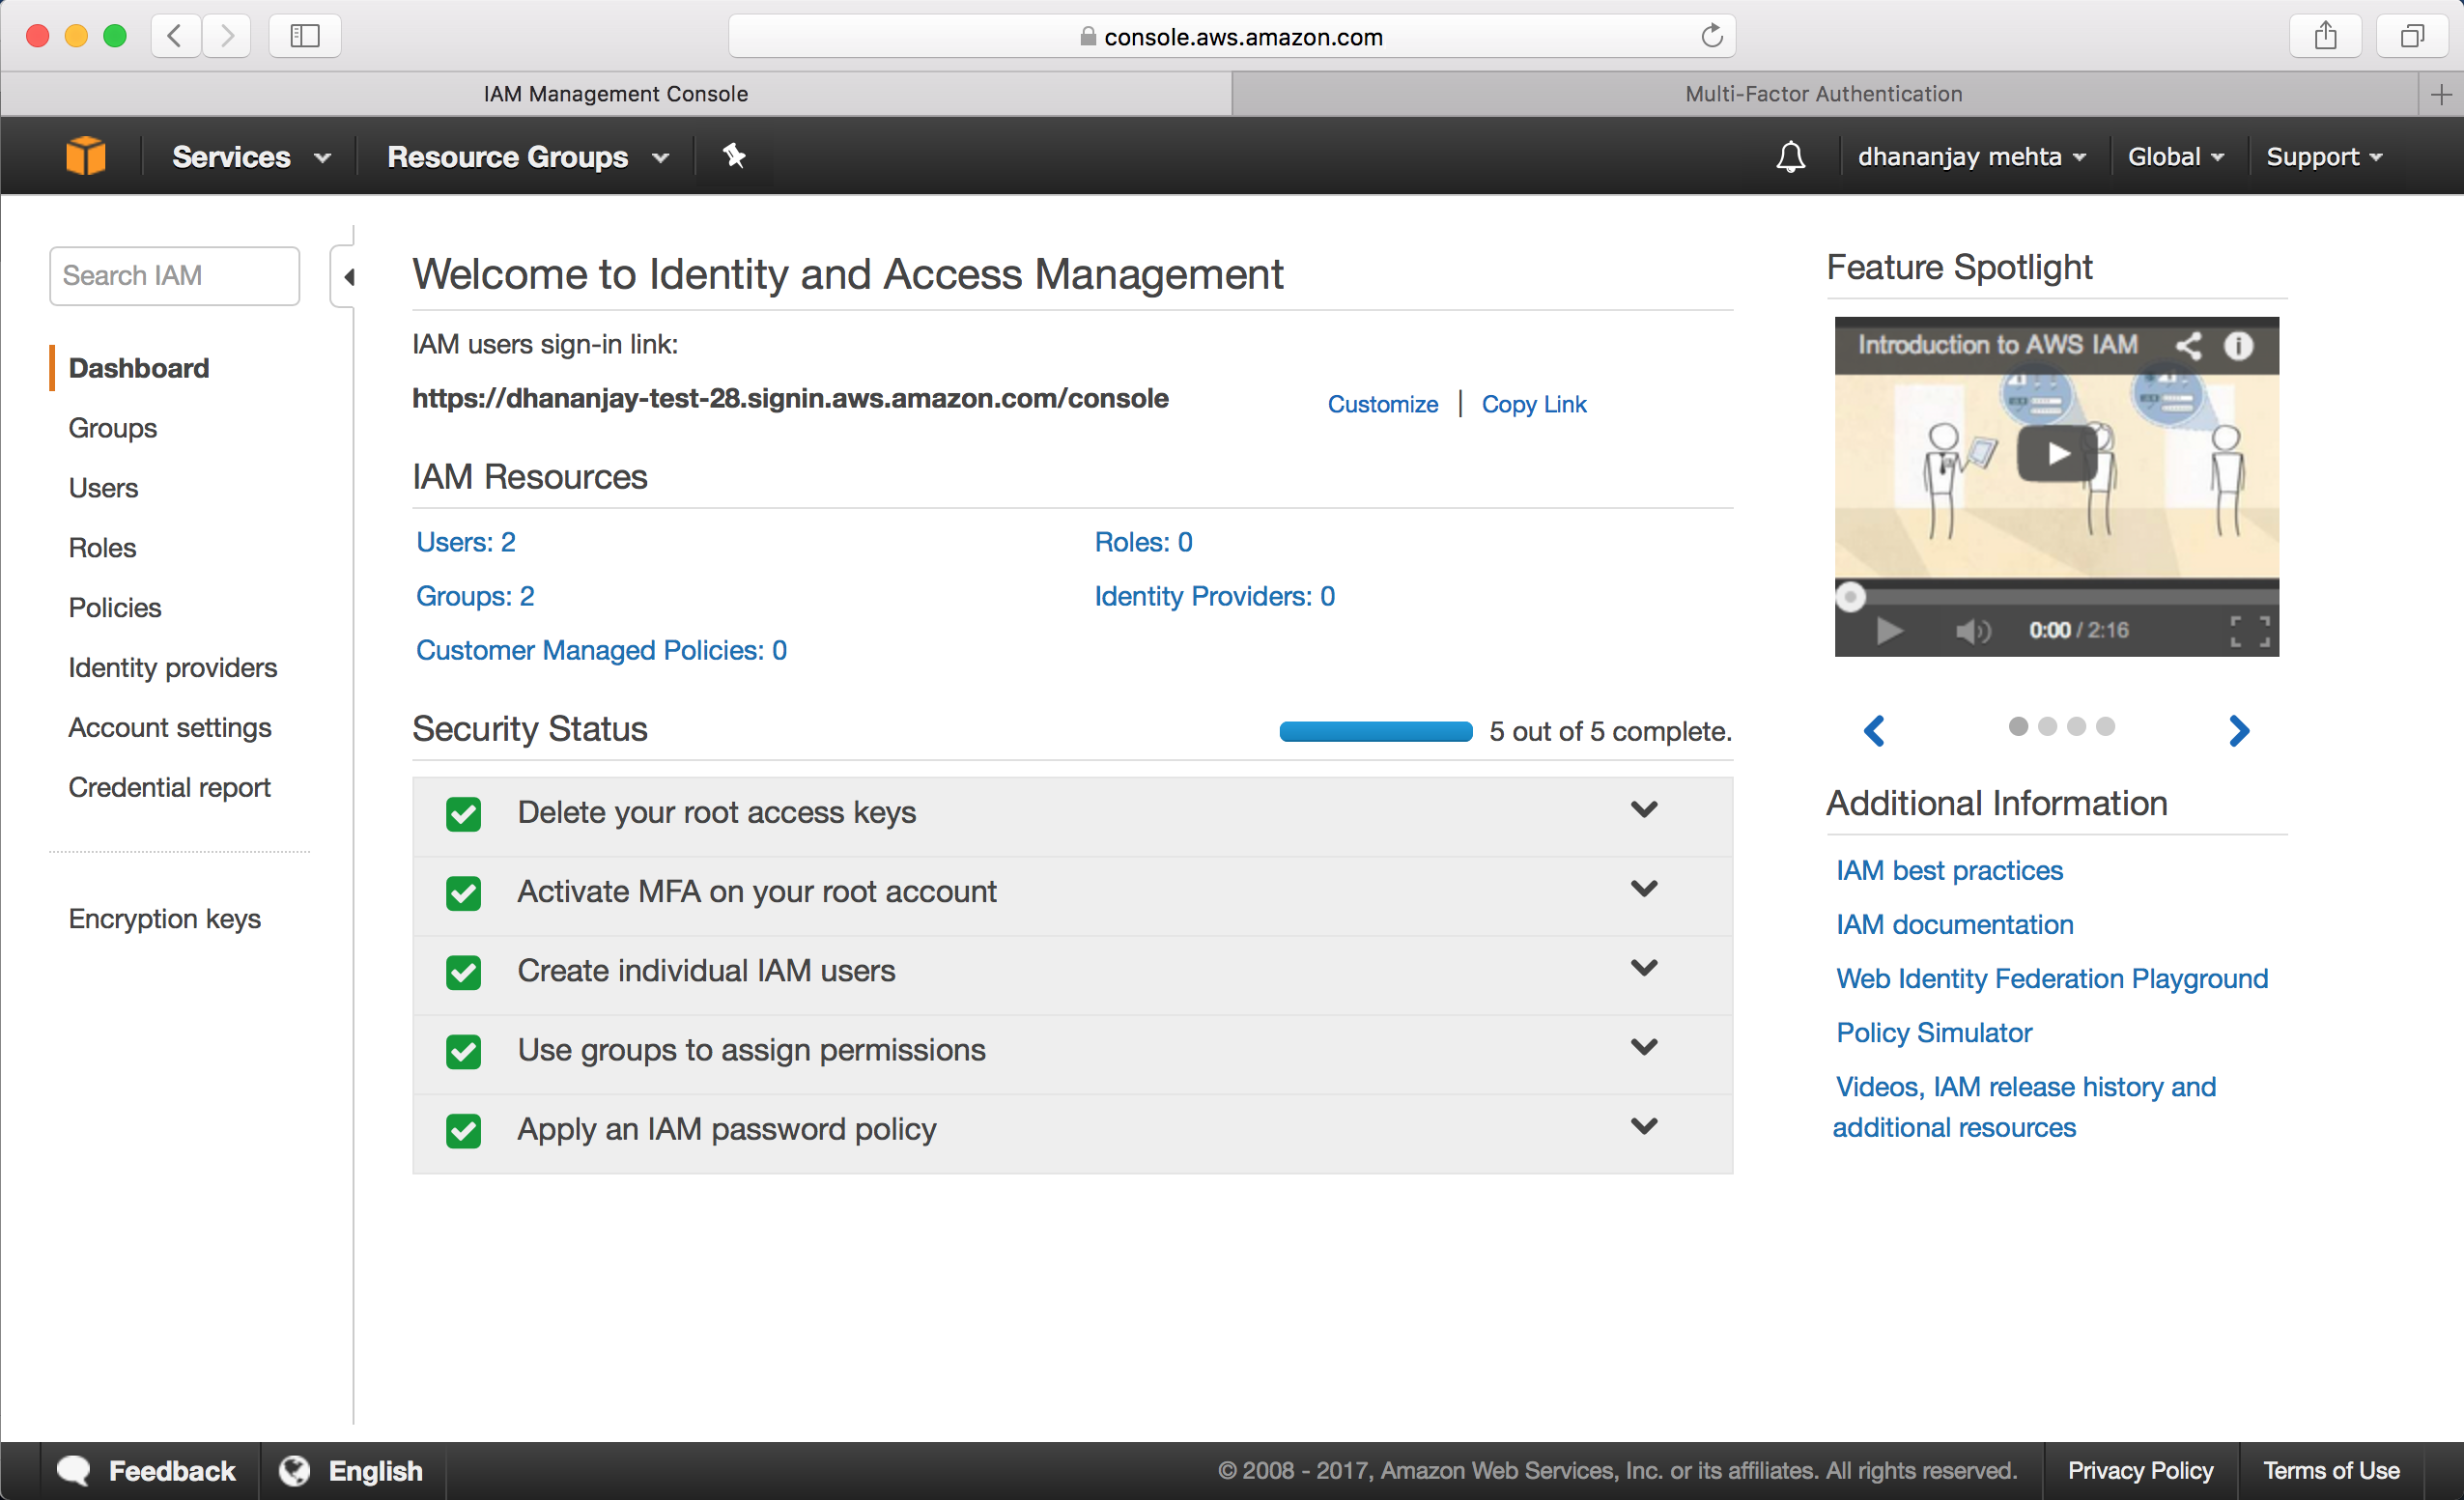 console.aws.amazon.com
IAM Management Console
Multi-Factor Authentication
Services
Resource Groups
dhananjay mehta
Global
Support
Search IAM
Dashboard
Groups
Users
Roles
Policies
Identity providers
Account settings
Credential report
Encryption keys
Welcome to Identity and Access Management
IAM users sign-in link:
https://dhananjay-test-28.signin.aws.amazon.com/console
Customize | Copy Link
IAM Resources
Users: 2
Roles: 0
Groups: 2
Identity Providers: 0
Customer Managed Policies: 0
Security Status
5 out of 5 complete.
Delete your root access keys
Activate MFA on your root account
Create individual IAM users
Use groups to assign permissions
Apply an IAM password policy
Feature Spotlight
Introduction to AWS IAM
0:00 / 2:16
Additional Information
IAM best practices
IAM documentation
Web Identity Federation Playground
Policy Simulator
Videos, IAM release history and
additional resources
Feedback
English
© 2008 - 2017, Amazon Web Services, Inc. or its affiliates. All rights reserved.
Privacy Policy
Terms of Use